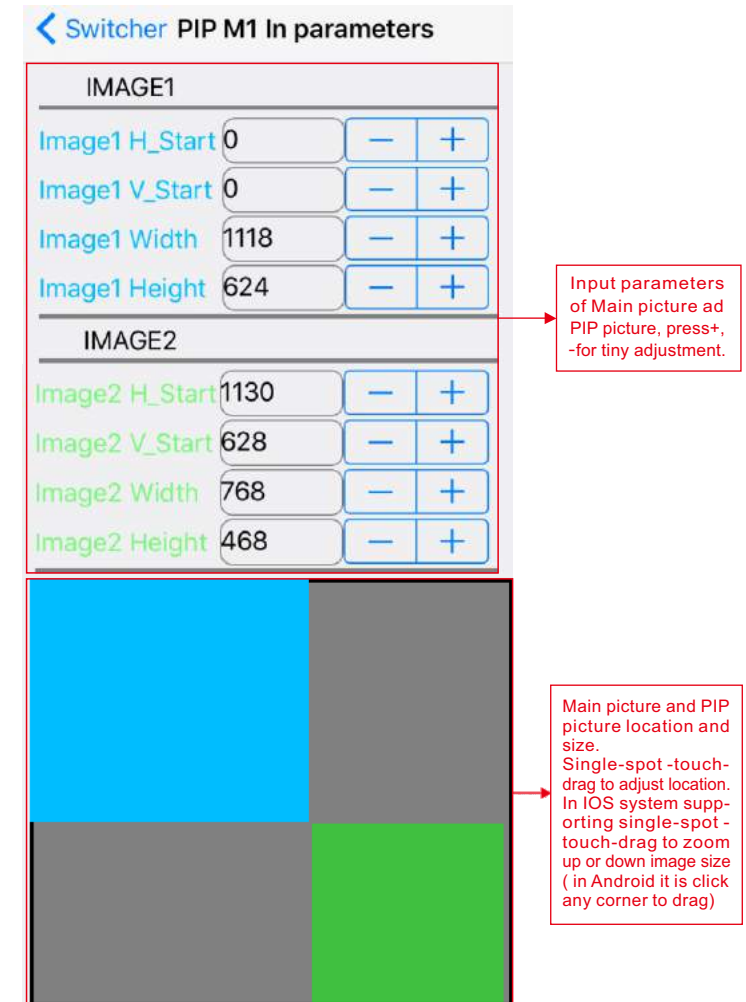 Switcher PIP M1 In parameters
IMAGE1
Image1 H_Start 0 — +
Image1 V_Start 0 — +
Image1 Width 1118 — +
Image1 Height 624 — +
IMAGE2
Image2 H_Start 1130 — +
Image2 V_Start 628 — +
Image2 Width 768 — +
Image2 Height 468 — +
Input parameters
of Main picture ad
PIP picture, press+,
-for tiny adjustment.
Main picture and PIP
picture location and
size.
Single-spot -touch-
drag to adjust location.
In IOS system supp-
orting single-spot -
touch-drag to zoom
up or down image size
( in Android it is click
any corner to drag)